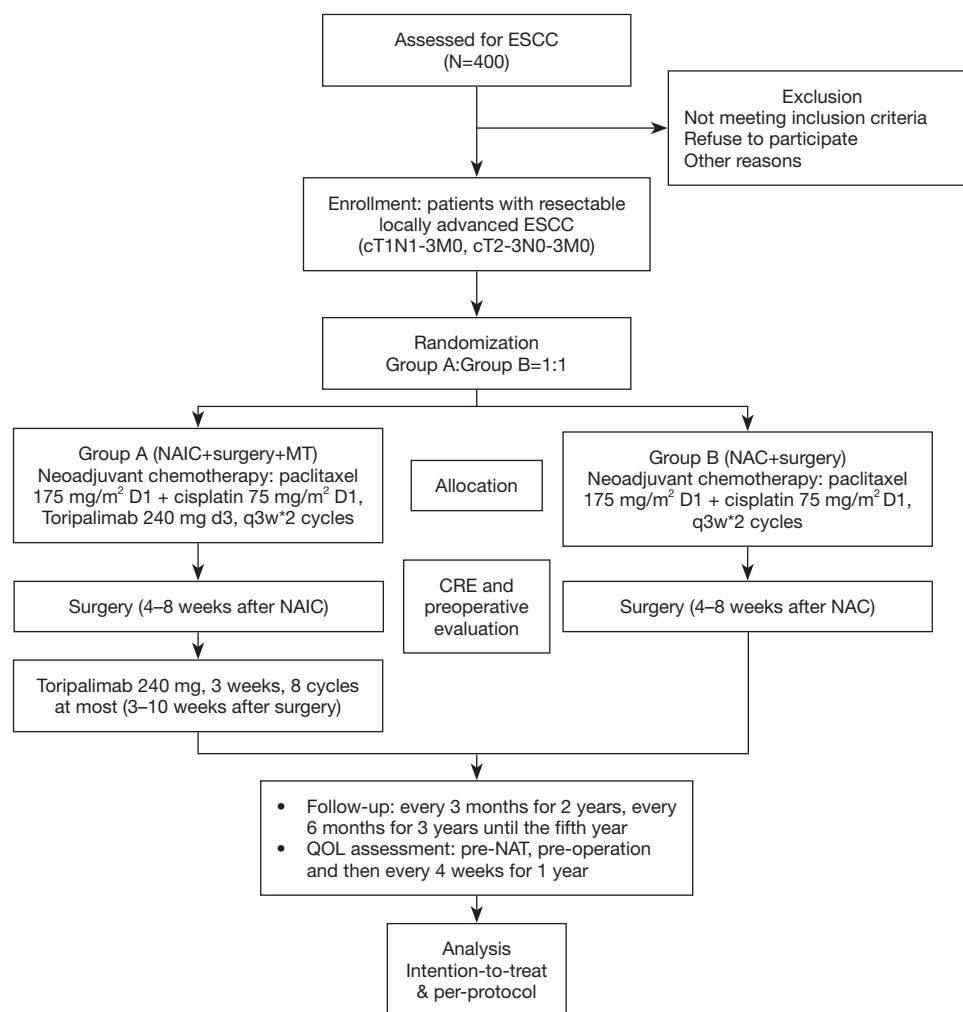 Assessed for ESCC
(N=400)
Exclusion
Not meeting inclusion criteria
Refuse to participate
Other reasons
Enrollment: patients with resectable
locally advanced ESCC
(cT1N1-3M0, cT2-3N0-3M0)
Randomization
Group A:Group B=1:1
Group A (NAIC+surgery+MT)
Neoadjuvant chemotherapy: paclitaxel
175 mg/m² D1 + cisplatin 75 mg/m² D1,
Toripalimab 240 mg d3, q3w*2 cycles
Allocation
Group B (NAC+surgery)
Neoadjuvant chemotherapy: paclitaxel
175 mg/m² D1 + cisplatin 75 mg/m² D1,
q3w*2 cycles
Surgery (4–8 weeks after NAIC)
CRE and
preoperative
evaluation
Surgery (4–8 weeks after NAC)
Toripalimab 240 mg, 3 weeks, 8 cycles
at most (3–10 weeks after surgery)
• Follow-up: every 3 months for 2 years, every
6 months for 3 years until the fifth year
• QOL assessment: pre-NAT, pre-operation
and then every 4 weeks for 1 year
Analysis
Intention-to-treat
& per-protocol